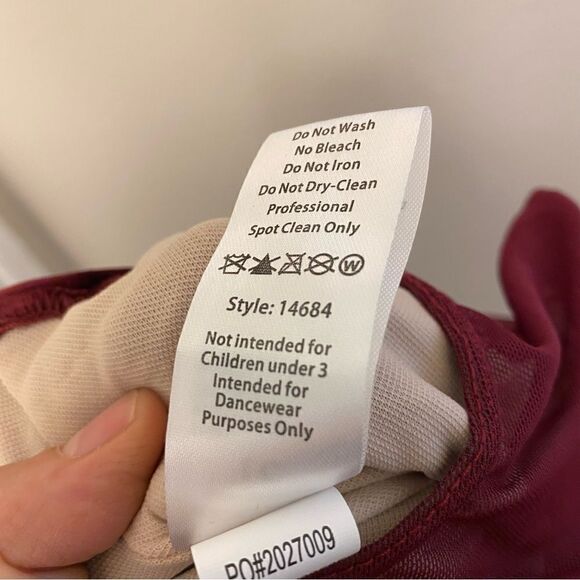 Do Not Wash
No Bleach
Do Not Iron
Do Not Dry-Clean
Professional
Spot Clean Only
W
Style: 14684
Not intended for
Children under 3
Intended for
Dancewear
Purposes Only
PO#2027009